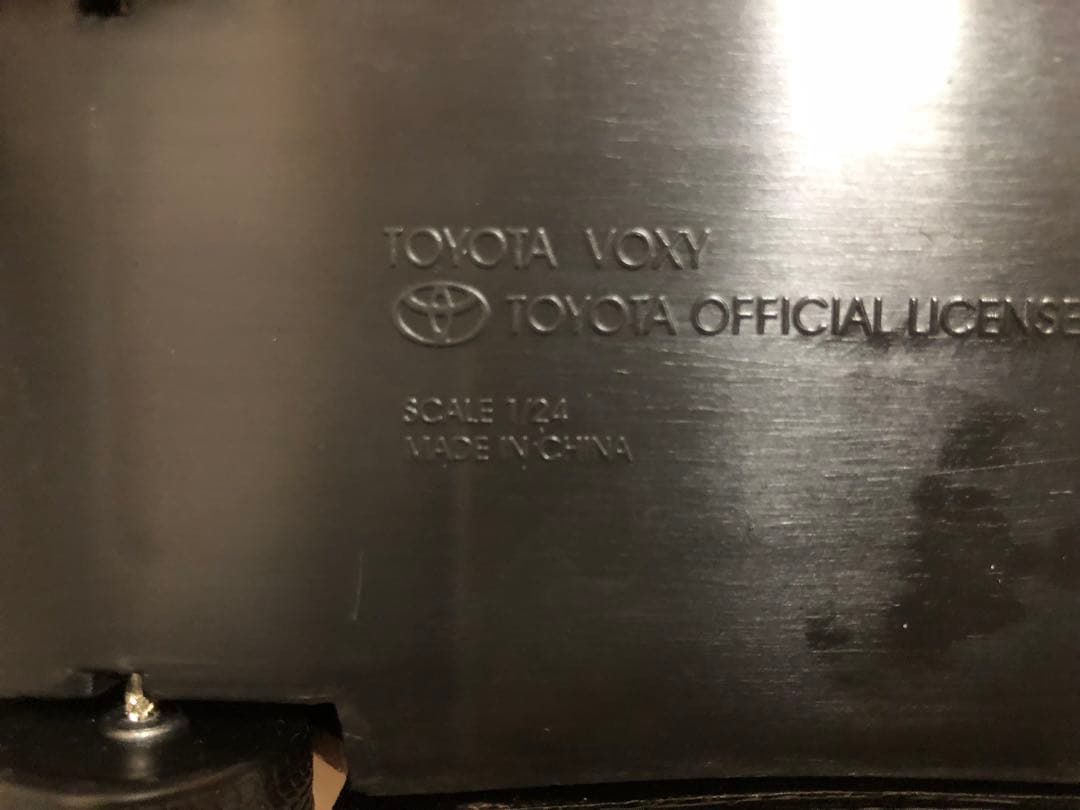 TOYOTA VOXY
TOYOTA OFFICIAL LICENSE
SCALE 1/24
MADE IN CHINA